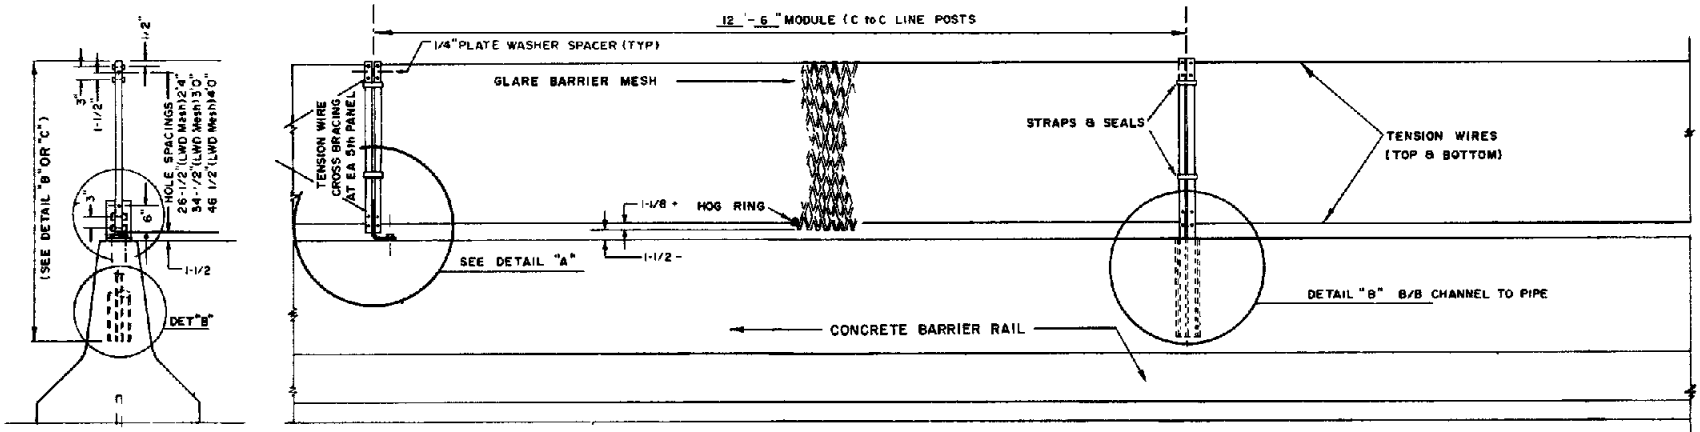 1/2"
3"
1-1/2"
(SEE DETAIL "B" OR "C")
HOLE SPACINGS
26-1/2" (LWD Mesh) 2'4"
34-1/2" (LWD Mesh) 3'0"
46 1/2" (LWD Mesh) 4'0"
3"
6"
1-1/2
DET "B"
12'-6" MODULE (C to C LINE POSTS
1/4" PLATE WASHER SPACER (TYP)
GLARE BARRIER MESH
TENSION WIRE
CROSS BRACING
AT EA 5th PANEL
STRAPS & SEALS
TENSION WIRES
(TOP & BOTTOM)
1-1/8 +
HOG RING
1-1/2 -
SEE DETAIL "A"
DETAIL "B" B/B CHANNEL TO PIPE
CONCRETE BARRIER RAIL